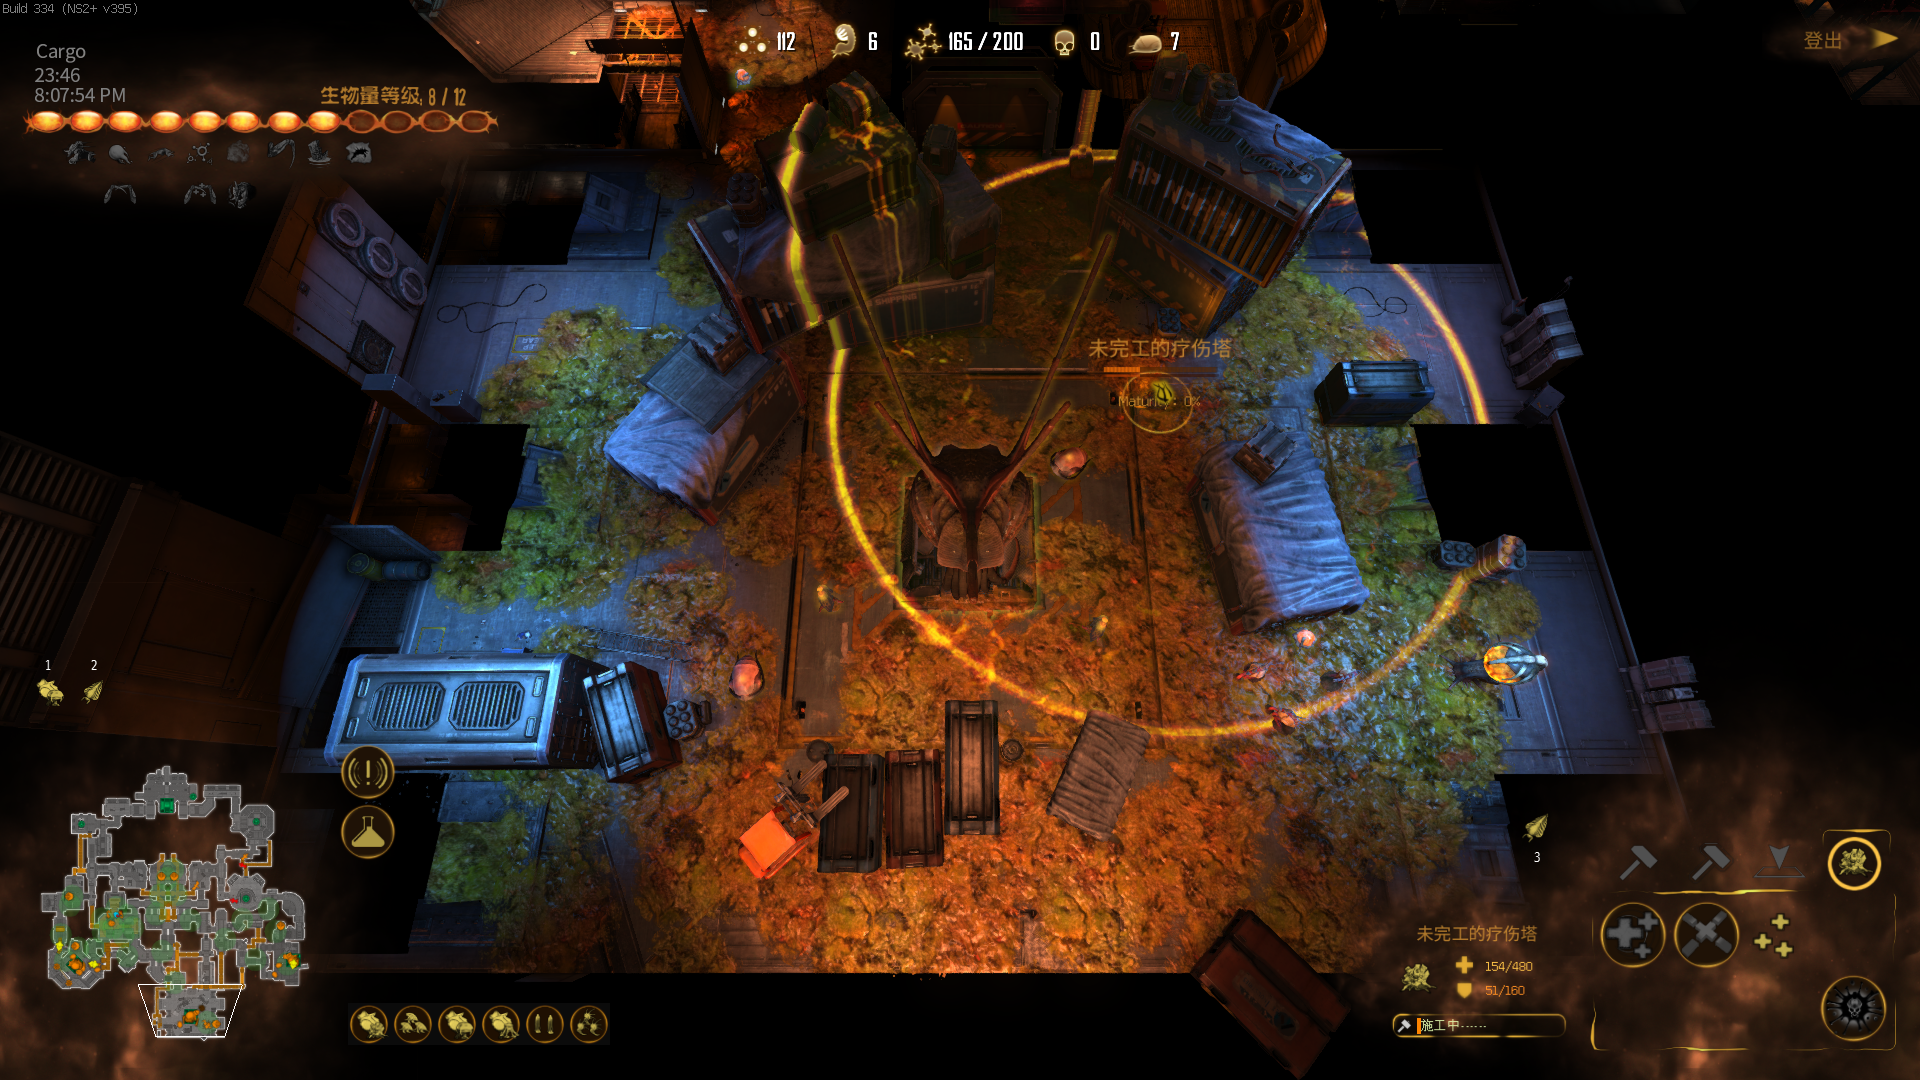 Build 334 (NS2+ v395)
Cargo
23:46
8:07:54 PM
生物量等级: 8 / 12
112
6
165 / 200
0
7
登出
未完工的疗伤塔
Maturity: 0%
1
2
3
未完工的疗伤塔
154/480
51/160
施工中......